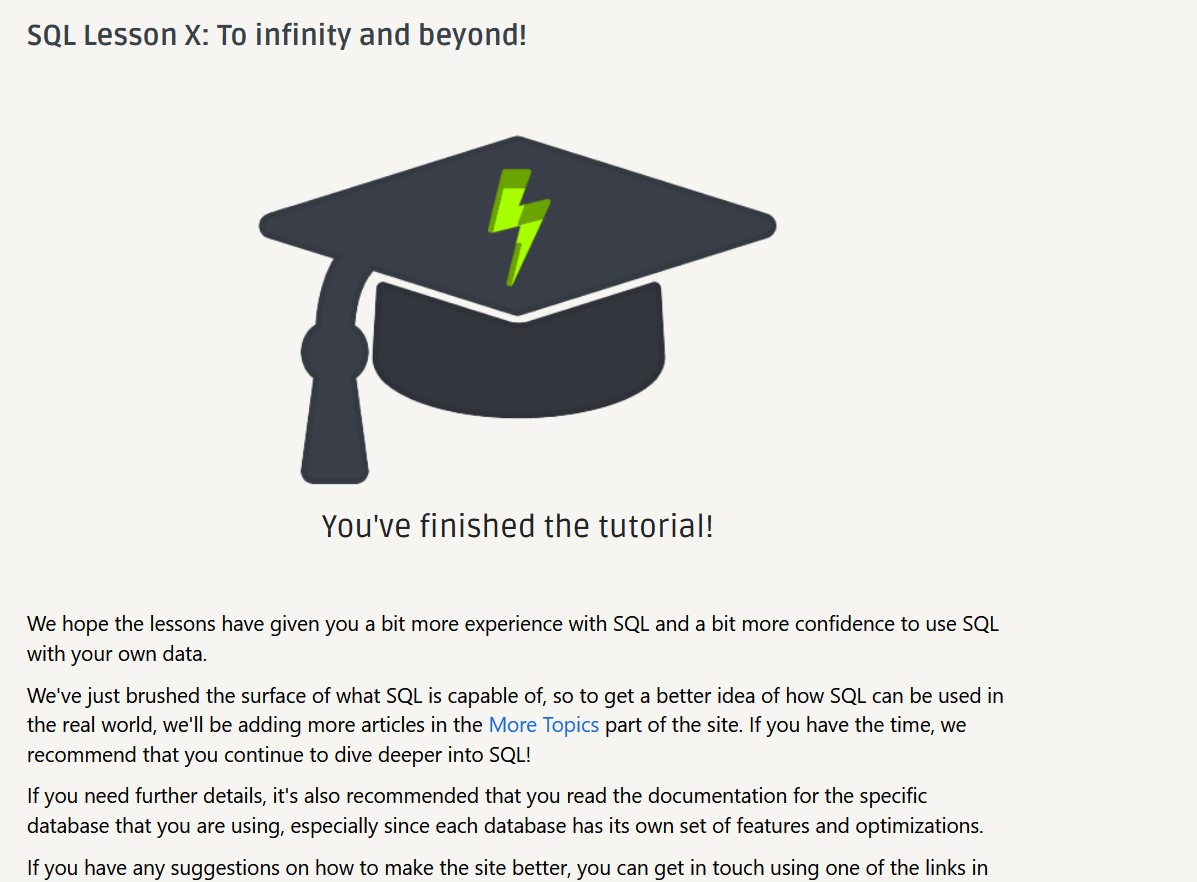 SQL Lesson X: To infinity and beyond!
You've finished the tutorial!
We hope the lessons have given you a bit more experience with SQL and a bit more confidence to use SQL
with your own data.
We've just brushed the surface of what SQL is capable of, so to get a better idea of how SQL can be used in
the real world, we'll be adding more articles in the More Topics part of the site. If you have the time, we
recommend that you continue to dive deeper into SQL!
If you need further details, it's also recommended that you read the documentation for the specific
database that you are using, especially since each database has its own set of features and optimizations.
If you have any suggestions on how to make the site better, you can get in touch using one of the links in